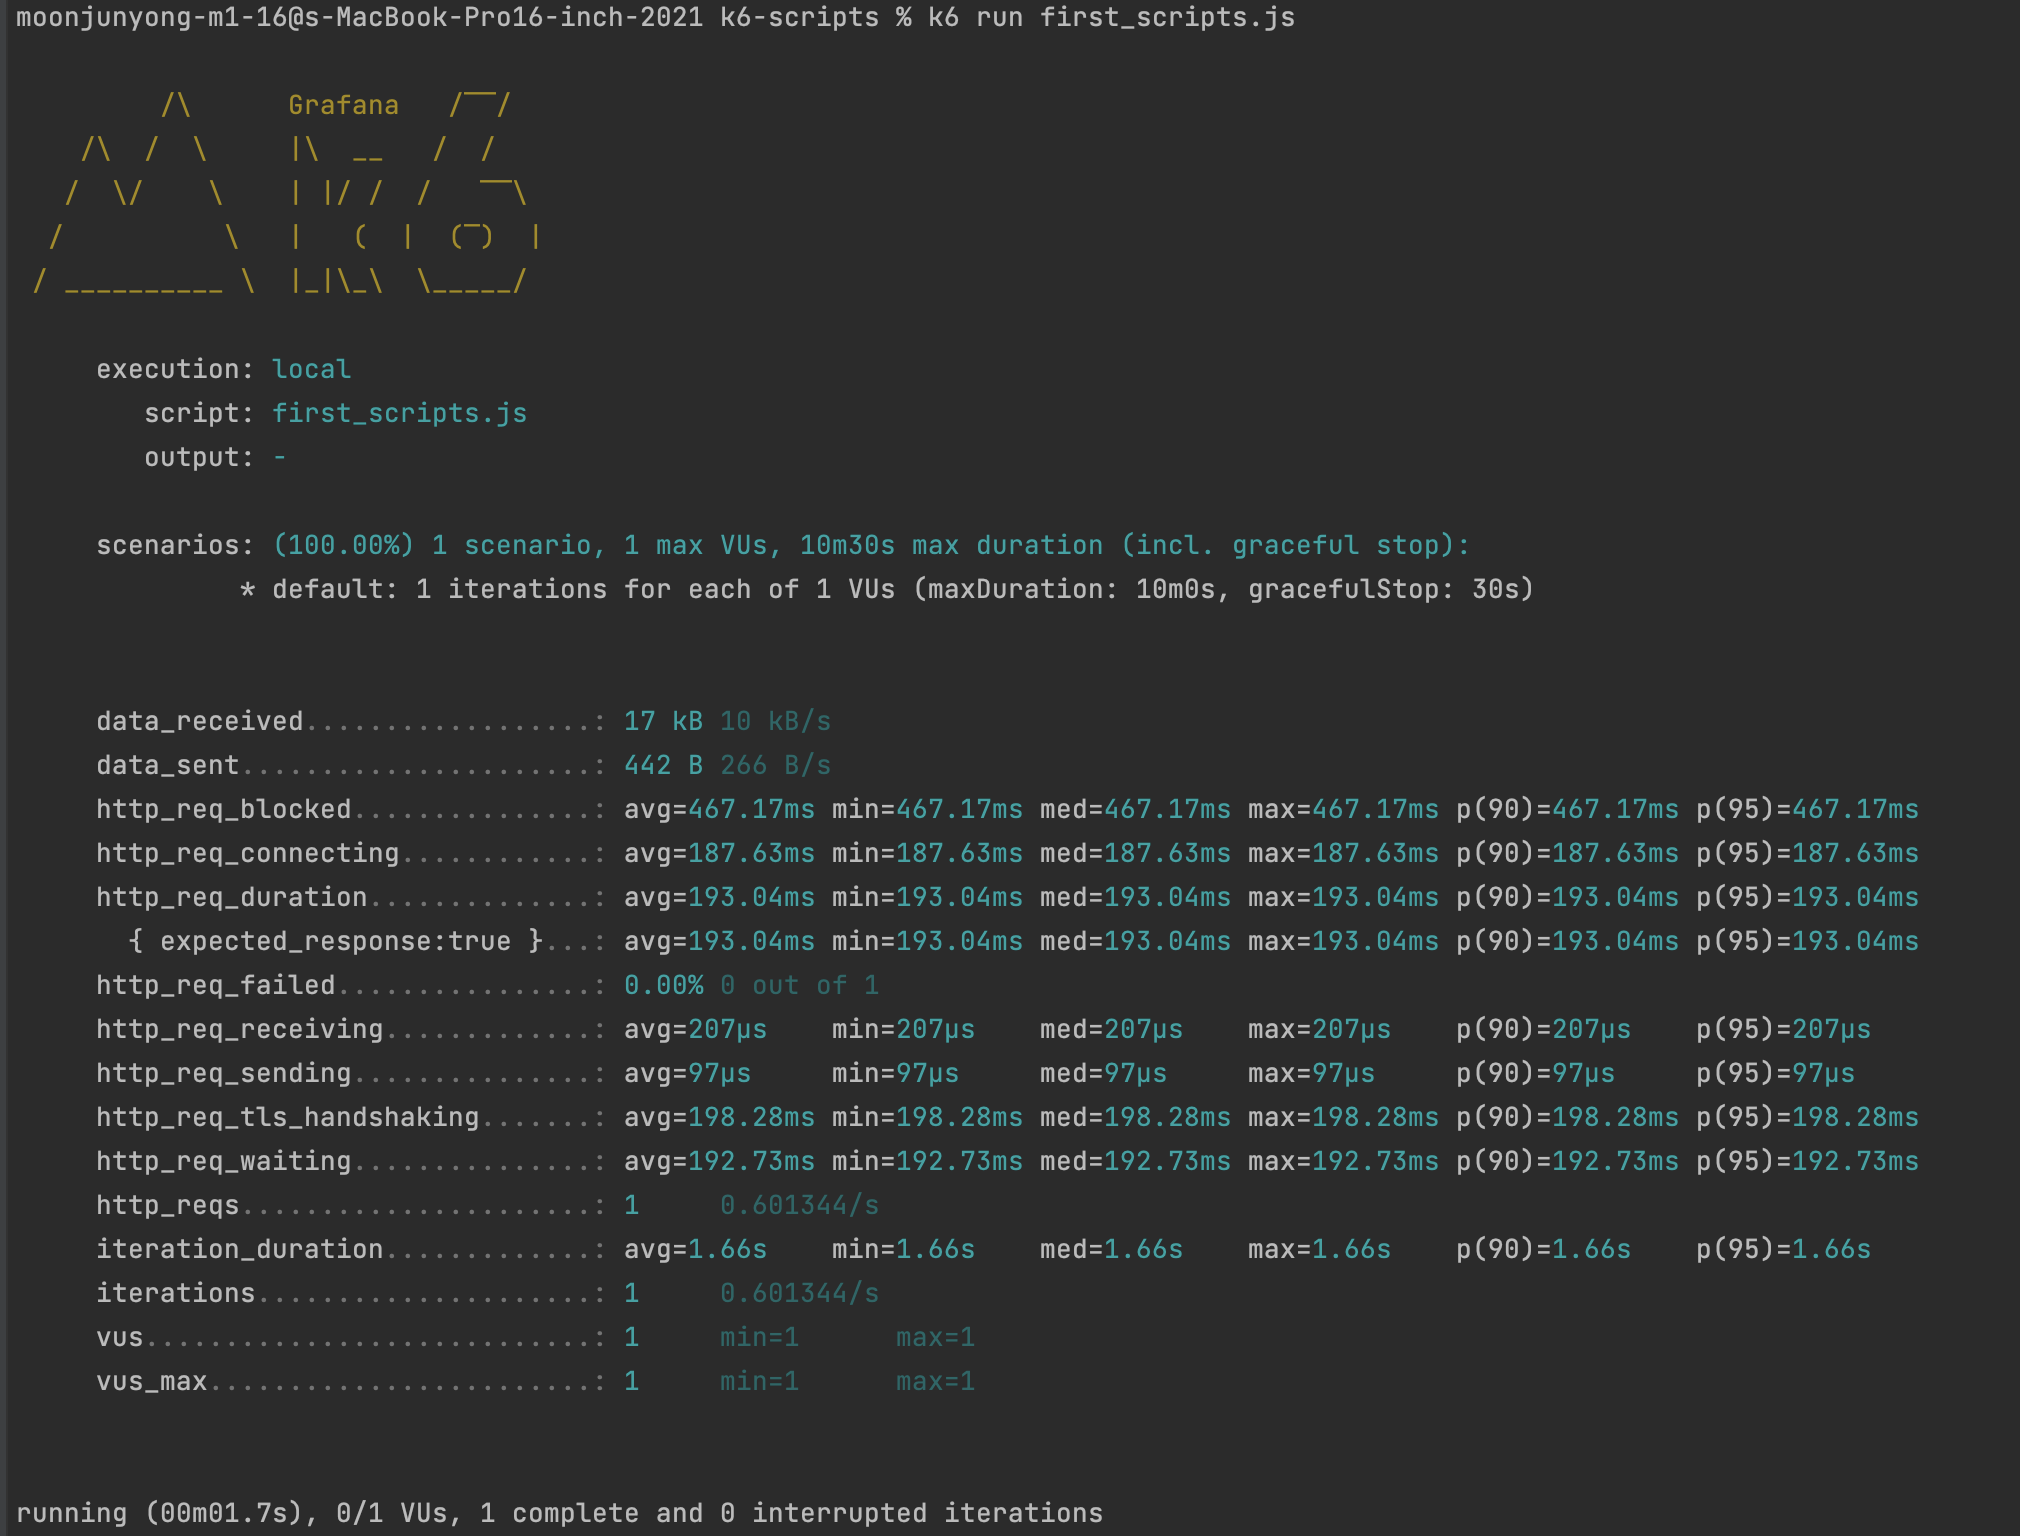 moonjunyong-m1-16@s-MacBook-Pro16-inch-2021 k6-scripts % k6 run first_scripts.js
Grafana
execution: local
script: first_scripts.js
output: -
scenarios: (100.00%) 1 scenario, 1 max VUs, 10m30s max duration (incl. graceful stop):
* default: 1 iterations for each of 1 VUs (maxDuration: 10m0s, gracefulStop: 30s)
data_received..................: 17 kB 10 kB/s
data_sent......................: 442 B 266 B/s
http_req_blocked...............: avg=467.17ms min=467.17ms med=467.17ms max=467.17ms p(90)=467.17ms p(95)=467.17ms
http_req_connecting............: avg=187.63ms min=187.63ms med=187.63ms max=187.63ms p(90)=187.63ms p(95)=187.63ms
http_req_duration..............: avg=193.04ms min=193.04ms med=193.04ms max=193.04ms p(90)=193.04ms p(95)=193.04ms
{ expected_response:true }...: avg=193.04ms min=193.04ms med=193.04ms max=193.04ms p(90)=193.04ms p(95)=193.04ms
http_req_failed................: 0.00% 0 out of 1
http_req_receiving.............: avg=207µs min=207µs med=207µs max=207µs p(90)=207µs p(95)=207µs
http_req_sending...............: avg=97µs min=97µs med=97µs max=97µs p(90)=97µs p(95)=97µs
http_req_tls_handshaking.......: avg=198.28ms min=198.28ms med=198.28ms max=198.28ms p(90)=198.28ms p(95)=198.28ms
http_req_waiting...............: avg=192.73ms min=192.73ms med=192.73ms max=192.73ms p(90)=192.73ms p(95)=192.73ms
http_reqs......................: 1 0.601344/s
iteration_duration.............: avg=1.66s min=1.66s med=1.66s max=1.66s p(90)=1.66s p(95)=1.66s
iterations.....................: 1 0.601344/s
vus............................: 1 min=1 max=1
vus_max........................: 1 min=1 max=1
running (00m01.7s), 0/1 VUs, 1 complete and 0 interrupted iterations